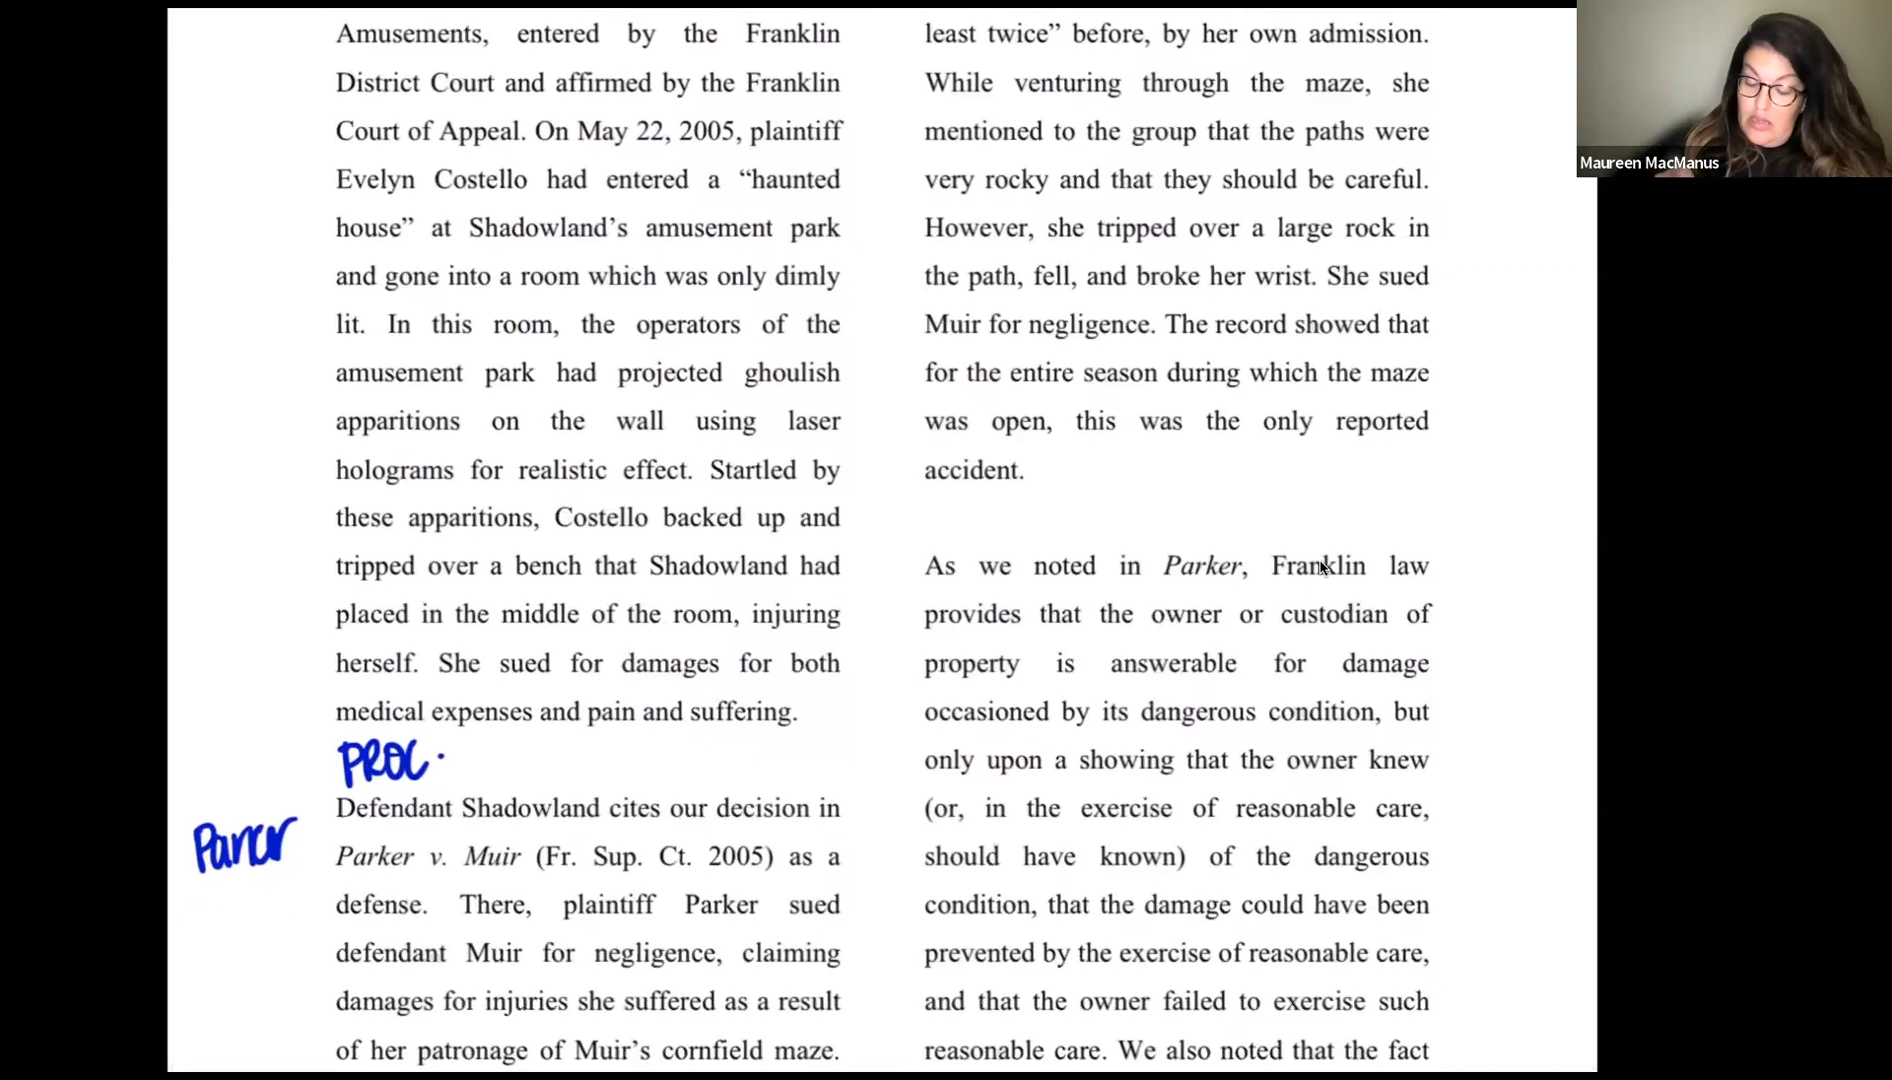 Amusements, entered by the Franklin
District Court and affirmed by the Franklin
Court of Appeal. On May 22, 2005, plaintiff
Evelyn Costello had entered a “haunted
house” at Shadowland’s amusement park
and gone into a room which was only dimly
lit. In this room, the operators of the
amusement park had projected ghoulish
apparitions on the wall using laser
holograms for realistic effect. Startled by
these apparitions, Costello backed up and
tripped over a bench that Shadowland had
placed in the middle of the room, injuring
herself. She sued for damages for both
medical expenses and pain and suffering.
PROC.
Defendant Shadowland cites our decision in
Parker v. Muir (Fr. Sup. Ct. 2005) as a
defense. There, plaintiff Parker sued
defendant Muir for negligence, claiming
damages for injuries she suffered as a result
of her patronage of Muir’s cornfield maze.
least twice” before, by her own admission.
While venturing through the maze, she
mentioned to the group that the paths were
very rocky and that they should be careful.
However, she tripped over a large rock in
the path, fell, and broke her wrist. She sued
Muir for negligence. The record showed that
for the entire season during which the maze
was open, this was the only reported
accident.
As we noted in Parker, Franklin law
provides that the owner or custodian of
property is answerable for damage
occasioned by its dangerous condition, but
only upon a showing that the owner knew
(or, in the exercise of reasonable care,
should have known) of the dangerous
condition, that the damage could have been
prevented by the exercise of reasonable care,
and that the owner failed to exercise such
reasonable care. We also noted that the fact
Maureen MacManus